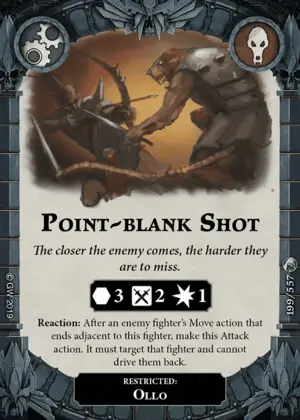 POINT-BLANK SHOT
The closer the enemy comes, the harder they
are to miss.
3 2 1
Reaction: After an enemy fighter's Move action that
ends adjacent to this fighter, make this Attack
action. It must target that fighter and cannot
drive them back.
RESTRICTED:
OLLO
©GW 2019
199/557